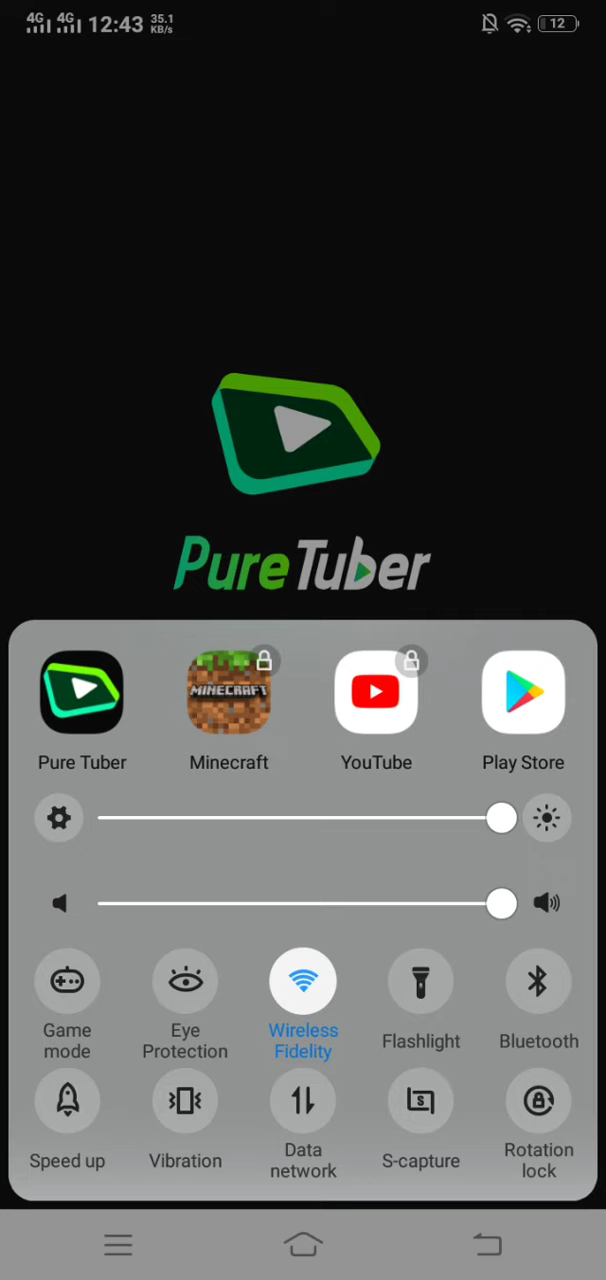 4G 4G 12:43 35.1 KB/s 12
PureTuber
MINECRAFT
Pure Tuber Minecraft YouTube Play Store
Game mode
Eye Protection
Wireless Fidelity
Flashlight
Bluetooth
Speed up
Vibration
Data network
S
S-capture
Rotation lock